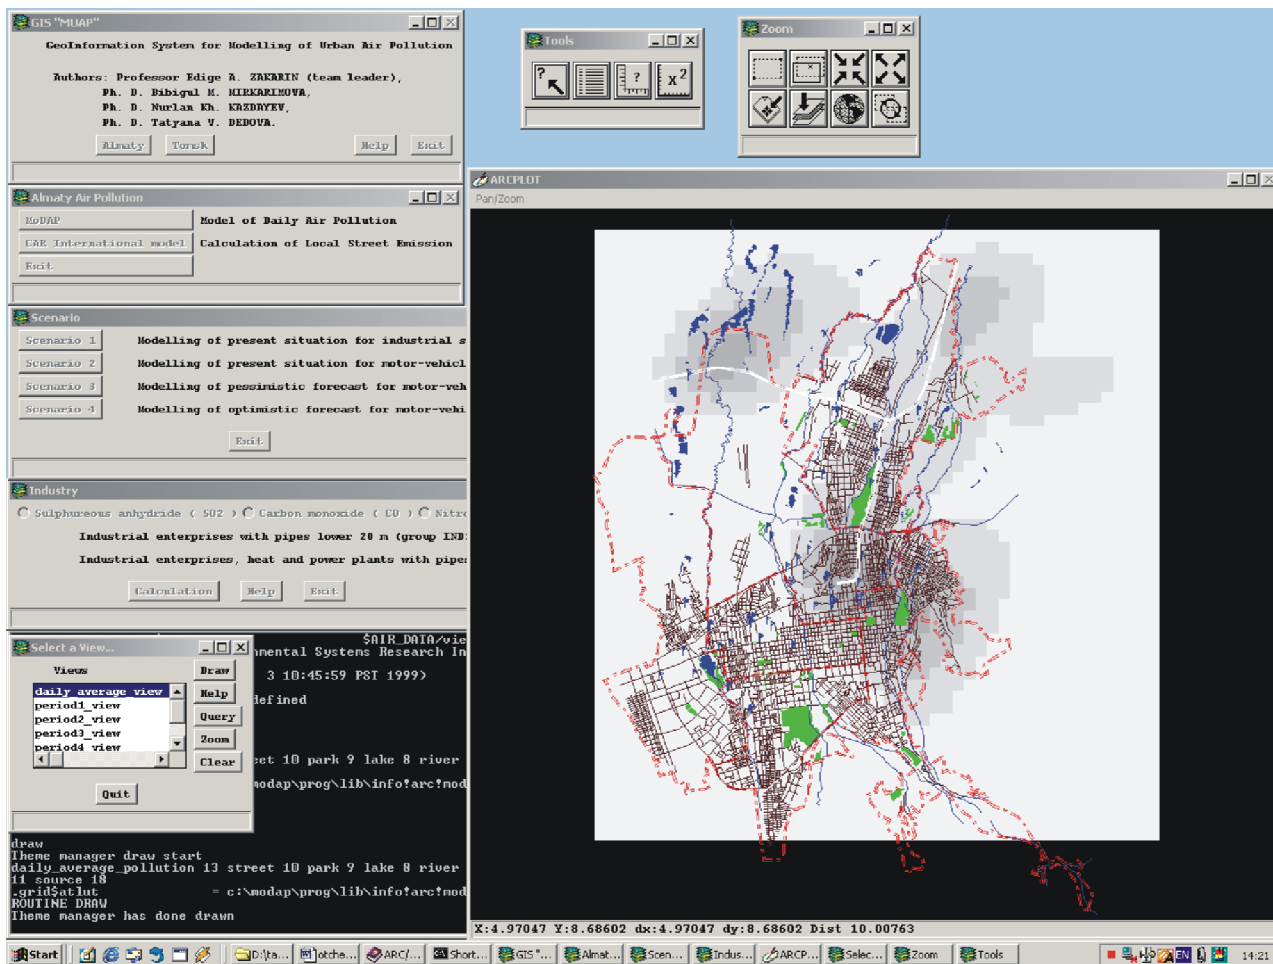 GIS "MUAP"
GeoInformation System for Modelling of Urban Air Pollution
Authors: Professor Edige A. ZAKARIN (team leader),
Ph. D. Bibigul M. MIRKARIMOVA,
Ph. D. Nurlan Kh. KAZDAYEV,
Ph. D. Tatyana V. DEDOVA.
Almaty Tomsk Help Exit
Tools
?
?
x²
Zoom
Almaty Air Pollution
MoDAP Model of Daily Air Pollution
CAR International model Calculation of Local Street Emission
Exit
Scenario
Scenario 1 Modelling of present situation for industrial s
Scenario 2 Modelling of present situation for motor-vehicl
Scenario 3 Modelling of pessimistic forecast for motor-veh
Scenario 4 Modelling of optimistic forecast for motor-vehi
Exit
Industry
Sulphureous anhydride ( SO2 ) Carbon monoxide ( CO ) Nitro
Industrial enterprises with pipes lower 20 m (group IND
Industrial enterprises, heat and power plants with pipe
Calculation Help Exit
Select a View...
Views
daily_average_view
period1_view
period2_view
period3_view
period4_view
Draw
Help
Query
Zoom
Clear
Quit
$AIR_DATA/vie
nmental Systems Research In
3 10:45:59 PST 1999)
efined
eet 10 park 9 lake 8 river
modap\prog\lib\info!arc!mod
draw
Theme manager draw start
daily_average_pollution 13 street 10 park 9 lake 8 river
11 source 18
.grid$atlut = c:\modap\prog\lib\info!arc!mod
ROUTINE DRAW
Theme manager has done drawn
ARCPLOT
Pan/Zoom
X:4.97047 Y:8.68602 dx:4.97047 dy:8.68602 Dist 10.00763
Start D:\ta... otche... ARC/... Short... GIS "... Almat... Scen... Indus... ARCP... Selec... Zoom Tools EN 14:21